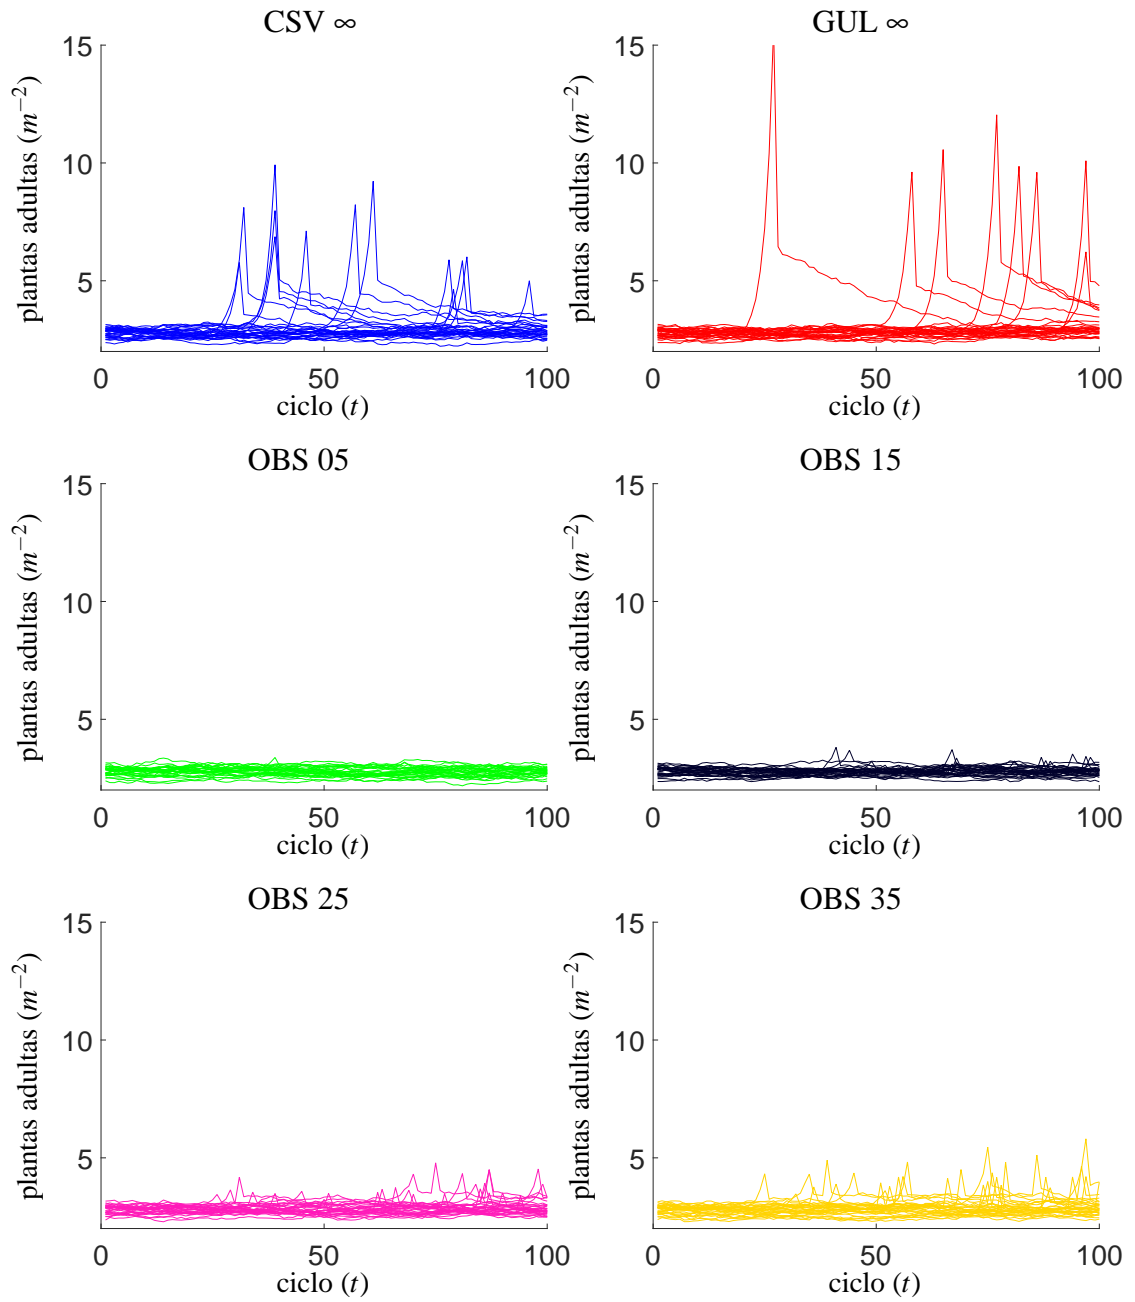 CSV ∞
plantas adultas (m⁻²)
15
10
5
0
50
100
ciclo (t)
GUL ∞
plantas adultas (m⁻²)
15
10
5
0
50
100
ciclo (t)
OBS 05
plantas adultas (m⁻²)
15
10
5
0
50
100
ciclo (t)
OBS 15
plantas adultas (m⁻²)
15
10
5
0
50
100
ciclo (t)
OBS 25
plantas adultas (m⁻²)
15
10
5
0
50
100
ciclo (t)
OBS 35
plantas adultas (m⁻²)
15
10
5
0
50
100
ciclo (t)